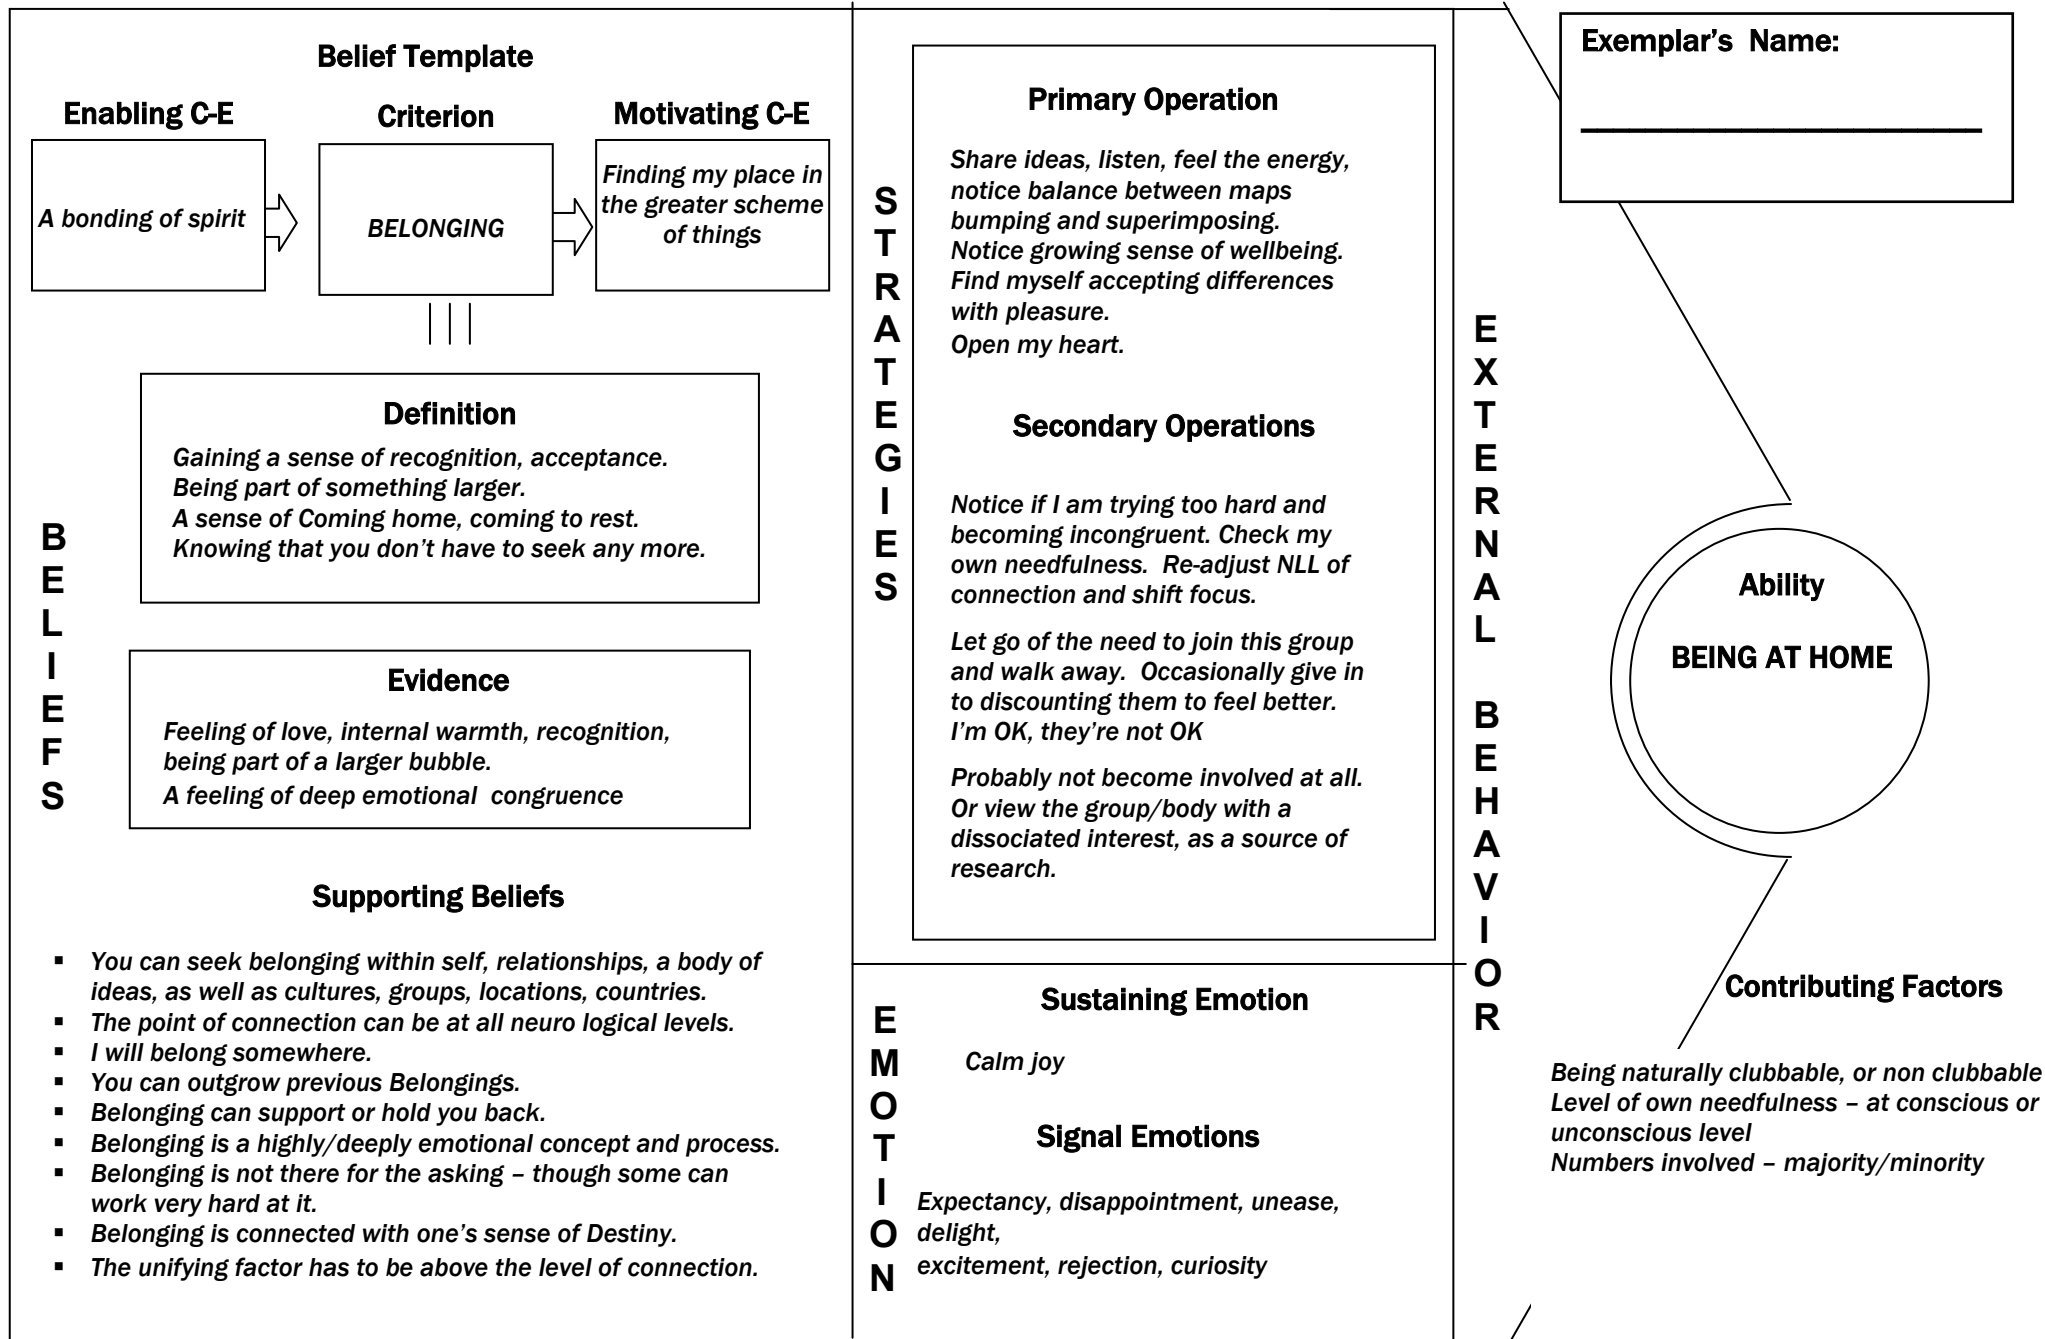 Belief Template
Enabling C-E
Criterion
Motivating C-E
A bonding of spirit
BELONGING
Finding my place in
the greater scheme
of things
BELIEFS
Definition
Gaining a sense of recognition, acceptance.
Being part of something larger.
A sense of Coming home, coming to rest.
Knowing that you don't have to seek any more.
Evidence
Feeling of love, internal warmth, recognition,
being part of a larger bubble.
A feeling of deep emotional congruence
Supporting Beliefs
▪ You can seek belonging within self, relationships, a body of
ideas, as well as cultures, groups, locations, countries.
▪ The point of connection can be at all neuro logical levels.
▪ I will belong somewhere.
▪ You can outgrow previous Belongings.
▪ Belonging can support or hold you back.
▪ Belonging is a highly/deeply emotional concept and process.
▪ Belonging is not there for the asking – though some can
work very hard at it.
▪ Belonging is connected with one's sense of Destiny.
▪ The unifying factor has to be above the level of connection.
STRATEGIES
Primary Operation
Share ideas, listen, feel the energy,
notice balance between maps
bumping and superimposing.
Notice growing sense of wellbeing.
Find myself accepting differences
with pleasure.
Open my heart.
Secondary Operations
Notice if I am trying too hard and
becoming incongruent. Check my
own needfulness. Re-adjust NLL of
connection and shift focus.
Let go of the need to join this group
and walk away. Occasionally give in
to discounting them to feel better.
I'm OK, they're not OK
Probably not become involved at all.
Or view the group/body with a
dissociated interest, as a source of
research.
EMOTION
Sustaining Emotion
Calm joy
Signal Emotions
Expectancy, disappointment, unease,
delight,
excitement, rejection, curiosity
EXTERNAL BEHAVIOR
Exemplar's Name:
Ability
BEING AT HOME
Contributing Factors
Being naturally clubbable, or non clubbable
Level of own needfulness – at conscious or
unconscious level
Numbers involved – majority/minority